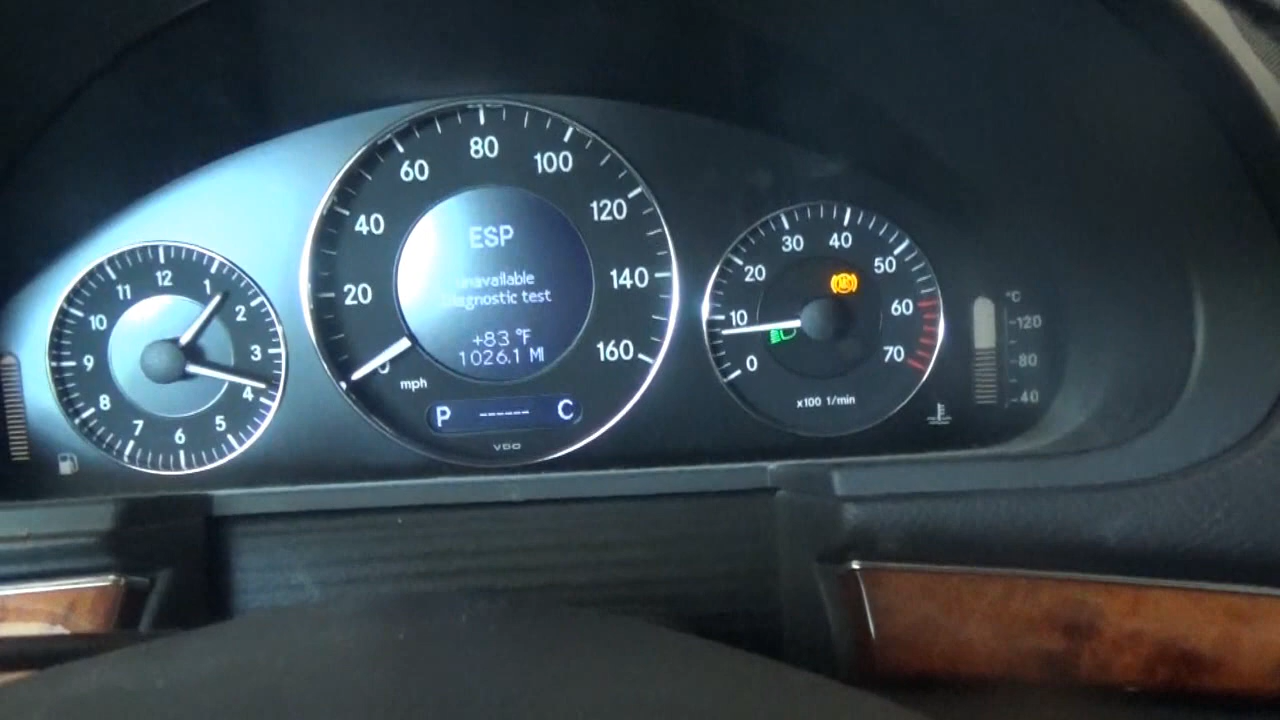 12
1
2
3
4
5
6
7
8
9
10
11
20
40
60
80
100
120
140
160
mph
ESP
unavailable
Diagnostic test
+83 °F
1026.1 MI
P ------ C
VDO
0
10
20
30
40
50
60
70
x100 1/min
ABS
°C
120
80
40